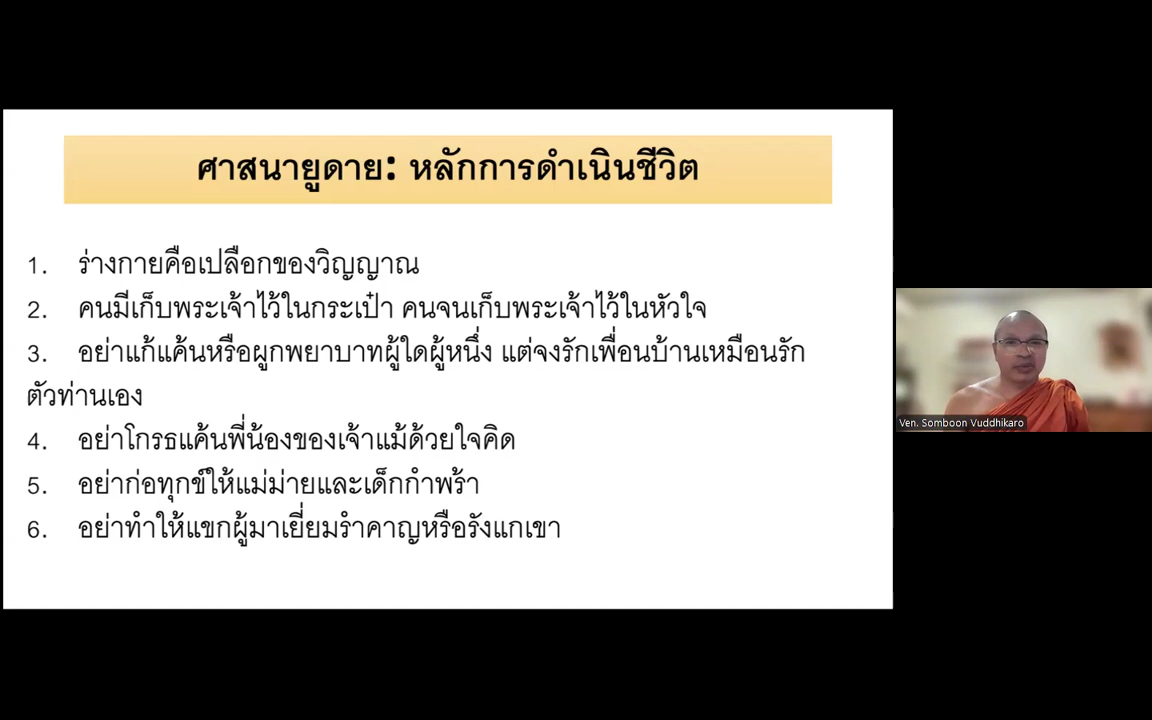 ศาสนายูดาย: หลักการดำเนินชีวิต
1. ร่างกายคือเปลือกของวิญญาณ
2. คนมีเก็บพระเจ้าไว้ในกระเป๋า คนจนเก็บพระเจ้าไว้ในหัวใจ
3. อย่าแก้แค้นหรือผูกพยาบาทผู้ใดผู้หนึ่ง แต่จงรักเพื่อนบ้านเหมือนรัก
ตัวท่านเอง
4. อย่าโกรธแค้นพี่น้องของเจ้าแม้ด้วยใจคิด
5. อย่าก่อทุกข์ให้แม่ม่ายและเด็กกำพร้า
6. อย่าทำให้แขกผู้มาเยี่ยมรำคาญหรือรังแกเขา
Ven. Somboon Vuddhikaro